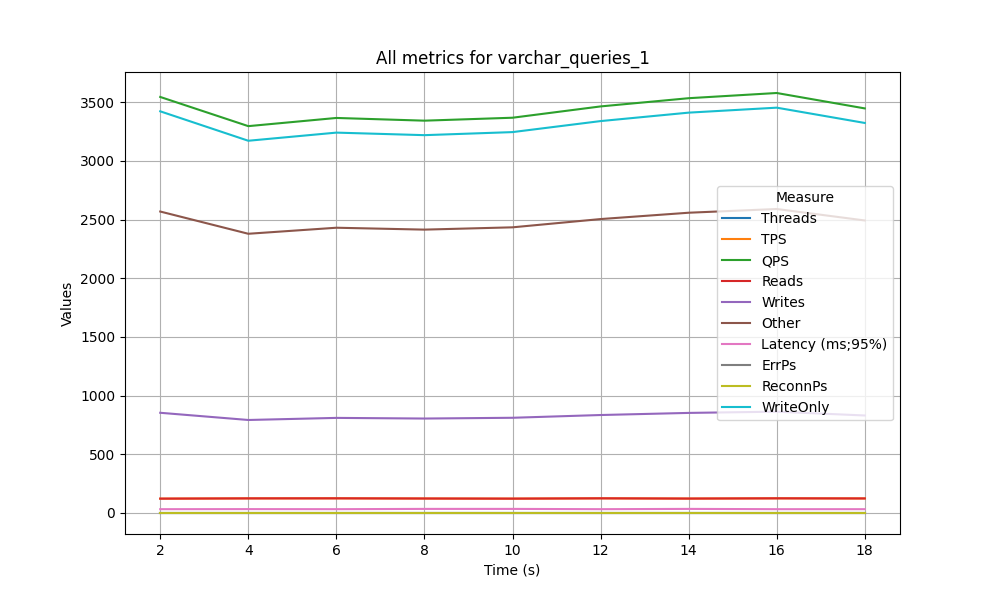 All metrics for varchar_queries_1
3500
3000
2500
2000
1500
1000
500
0
Values
Measure
Threads
TPS
QPS
Reads
Writes
Other
Latency (ms;95%)
ErrPs
ReconnPs
WriteOnly
2 4 6 8 10 12 14 16 18
Time (s)